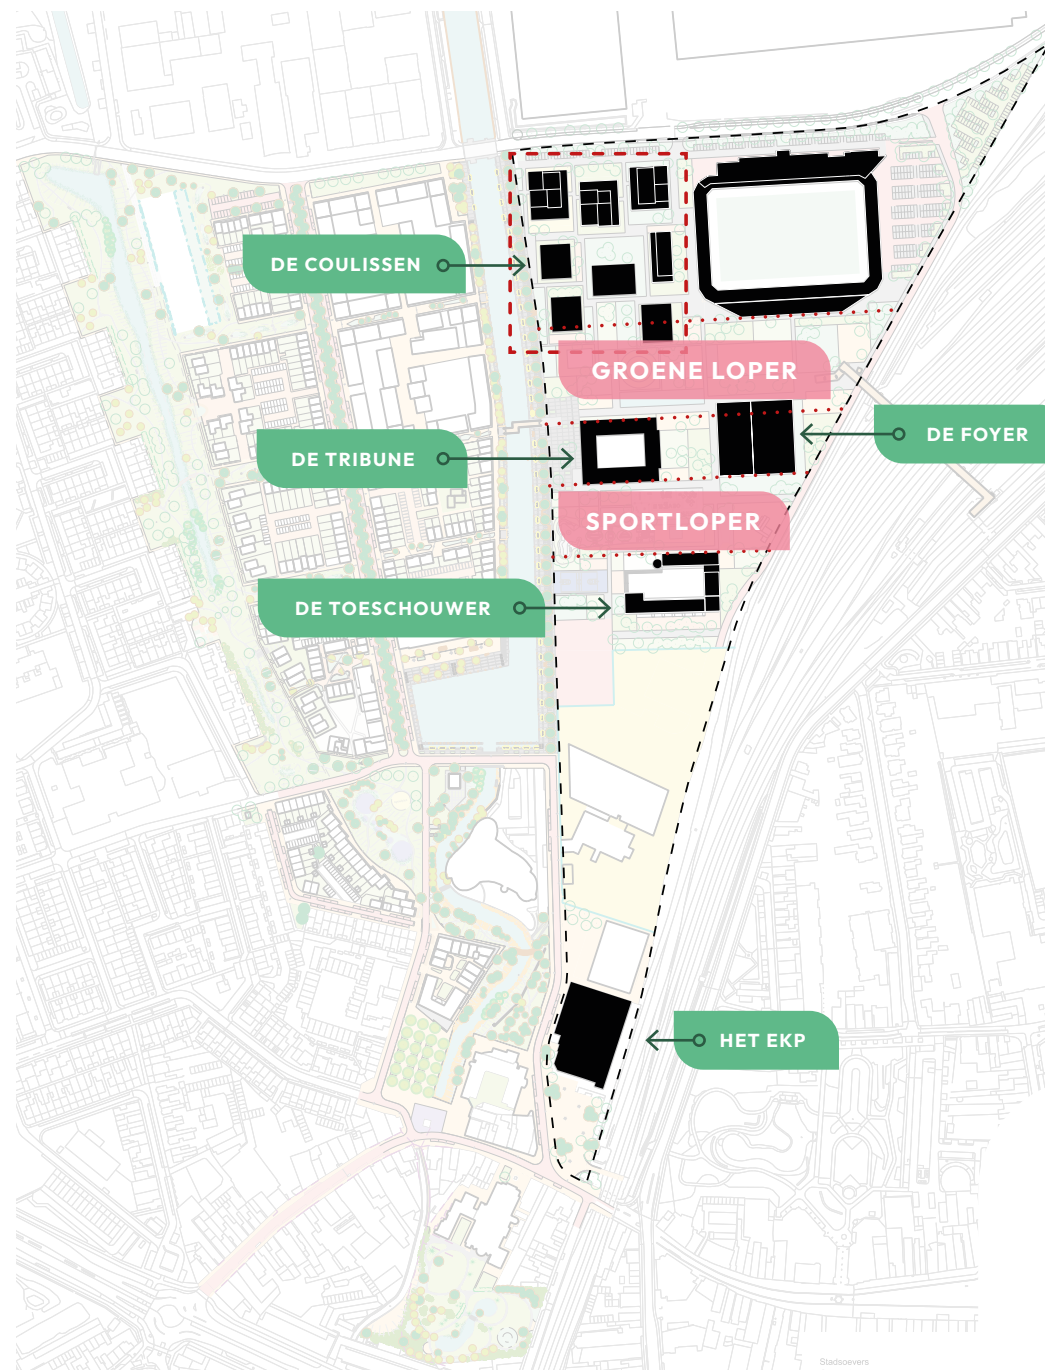 DE COULISSEN
GROENE LOPER
DE FOYER
DE TRIBUNE
SPORTLOPER
DE TOESCHOUWER
HET EKP
Stadsoevers